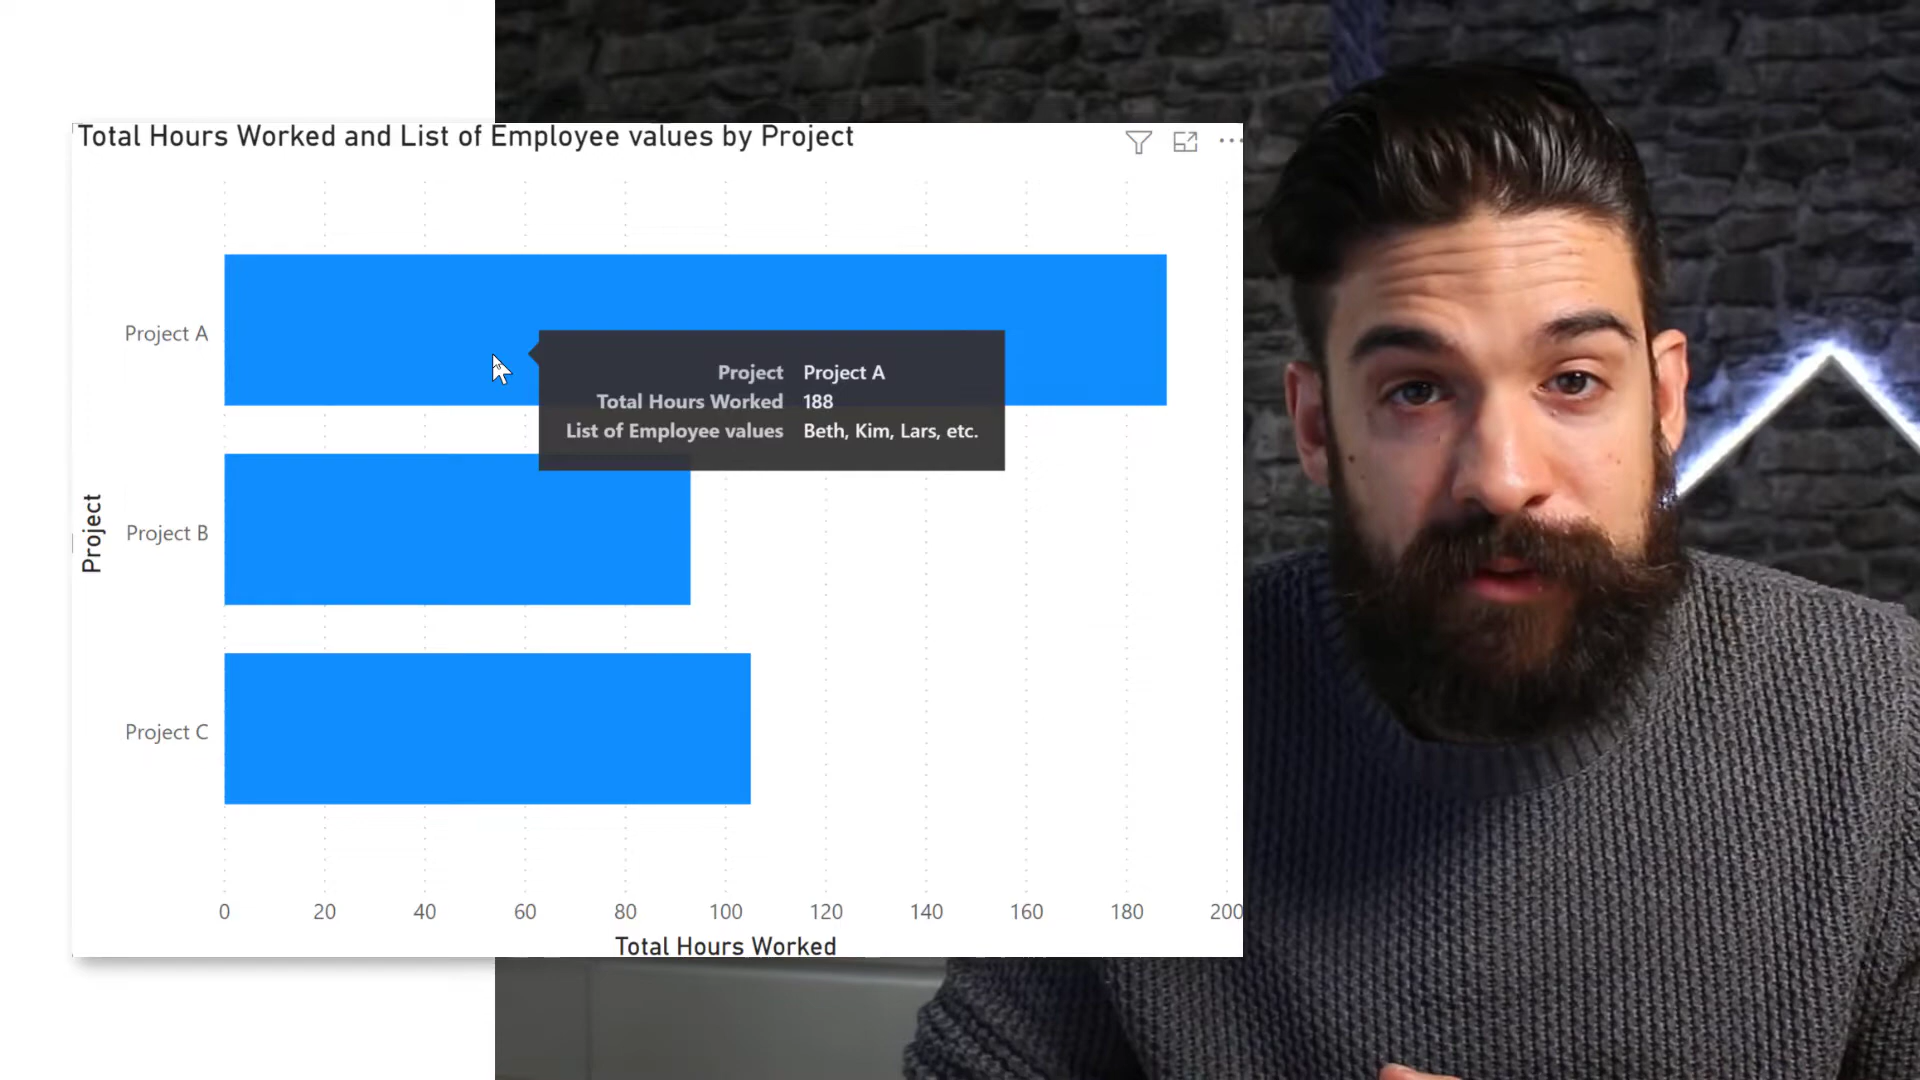 Total Hours Worked and List of Employee values by Project
Project A
Project Project A
Total Hours Worked 188
List of Employee values Beth, Kim, Lars, etc.
Project
Project B
Project C
0 20 40 60 80 100 120 140 160 180 200
Total Hours Worked